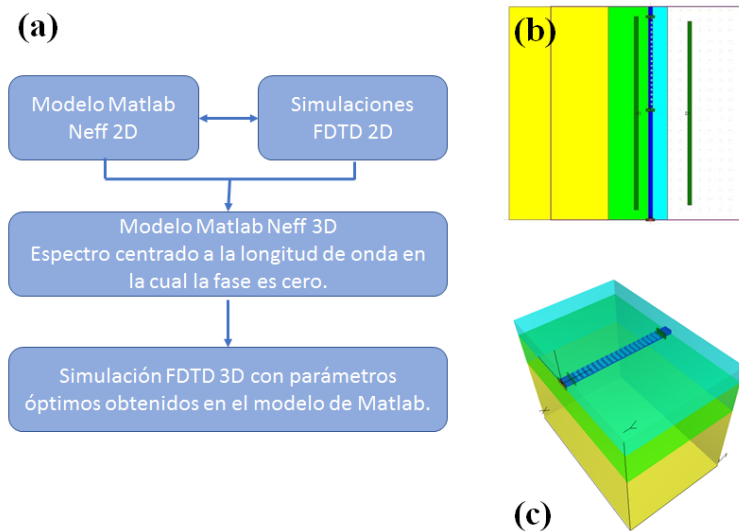 (a)
Modelo Matlab
Neff 2D
Simulaciones
FDTD 2D
Modelo Matlab Neff 3D
Espectro centrado a la longitud de onda en
la cual la fase es cero.
Simulación FDTD 3D con parámetros
óptimos obtenidos en el modelo de Matlab.
(b)
(c)